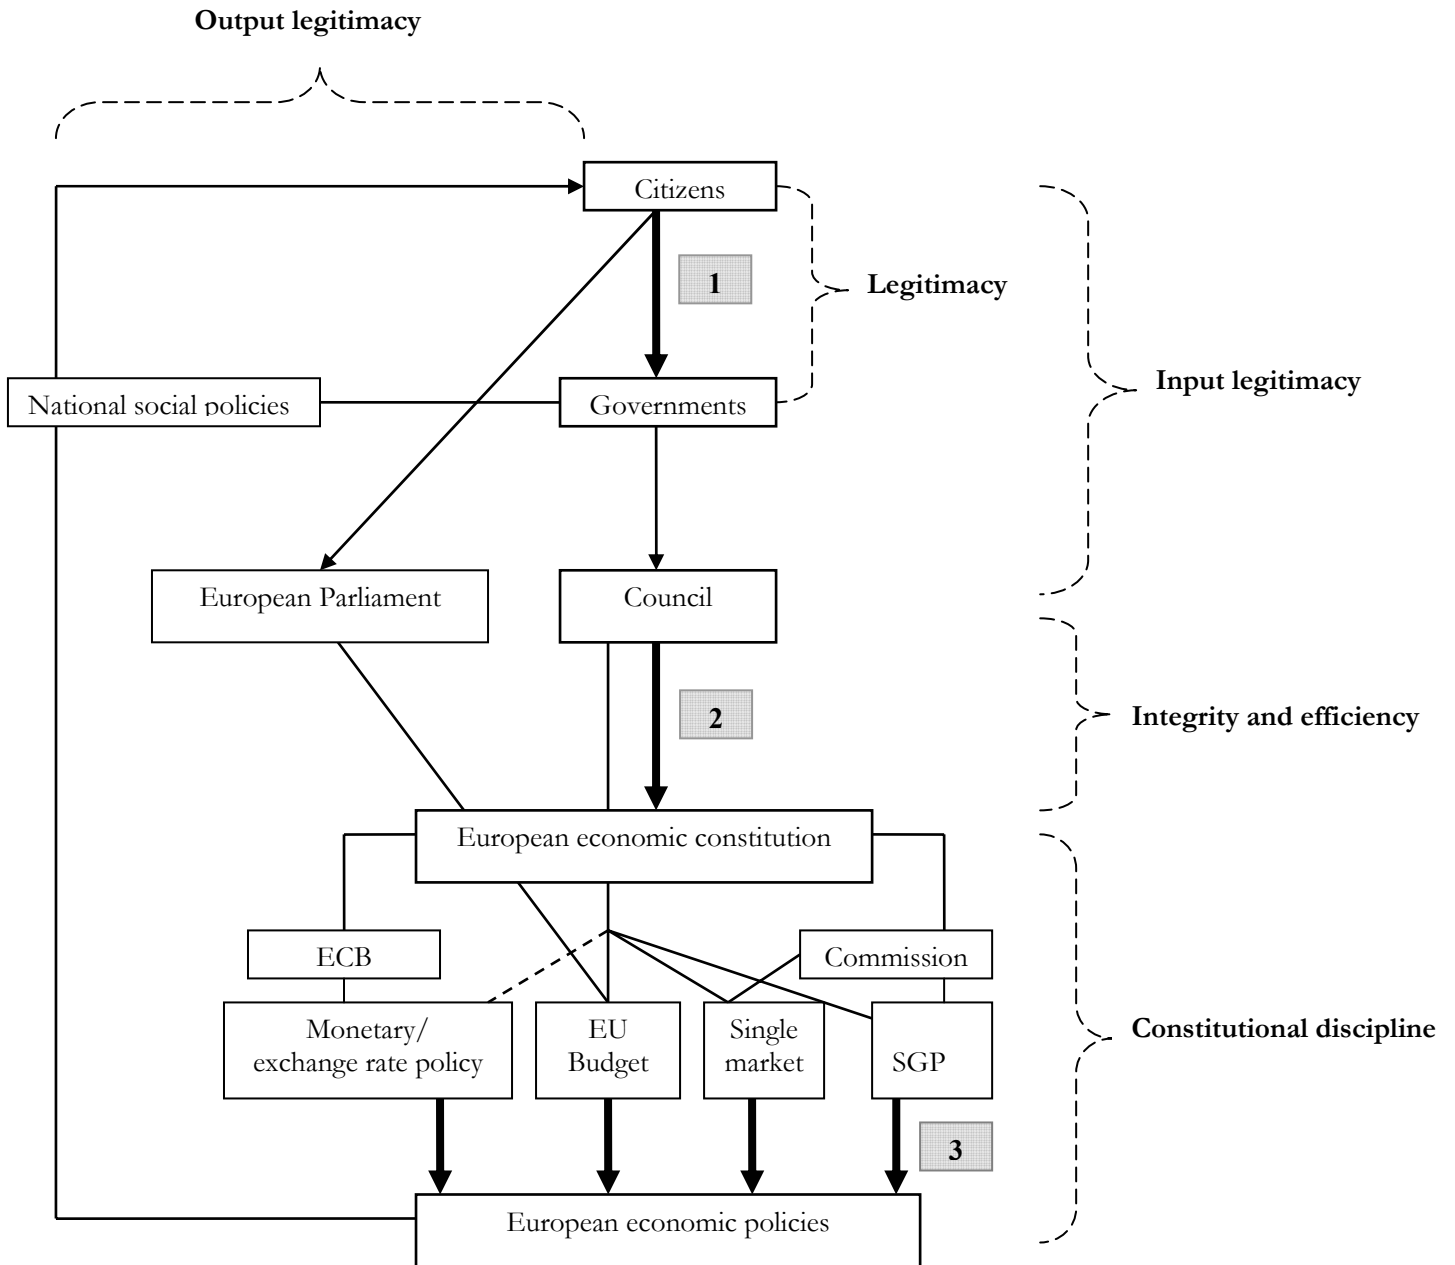 Output legitimacy
Citizens
1
Legitimacy
Input legitimacy
National social policies
Governments
European Parliament
Council
2
Integrity and efficiency
European economic constitution
ECB
Commission
Monetary/
exchange rate policy
EU
Budget
Single
market
SGP
Constitutional discipline
3
European economic policies